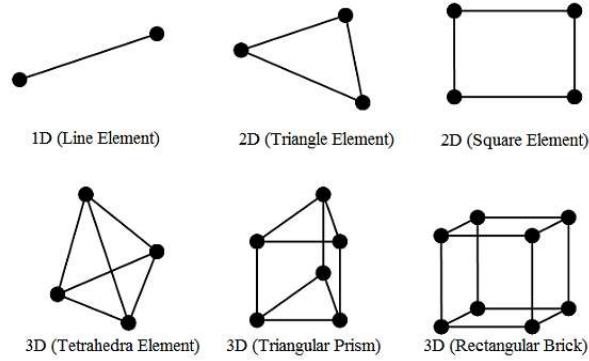 1D (Line Element)
2D (Triangle Element)
2D (Square Element)
3D (Tetrahedra Element)
3D (Triangular Prism)
3D (Rectangular Brick)